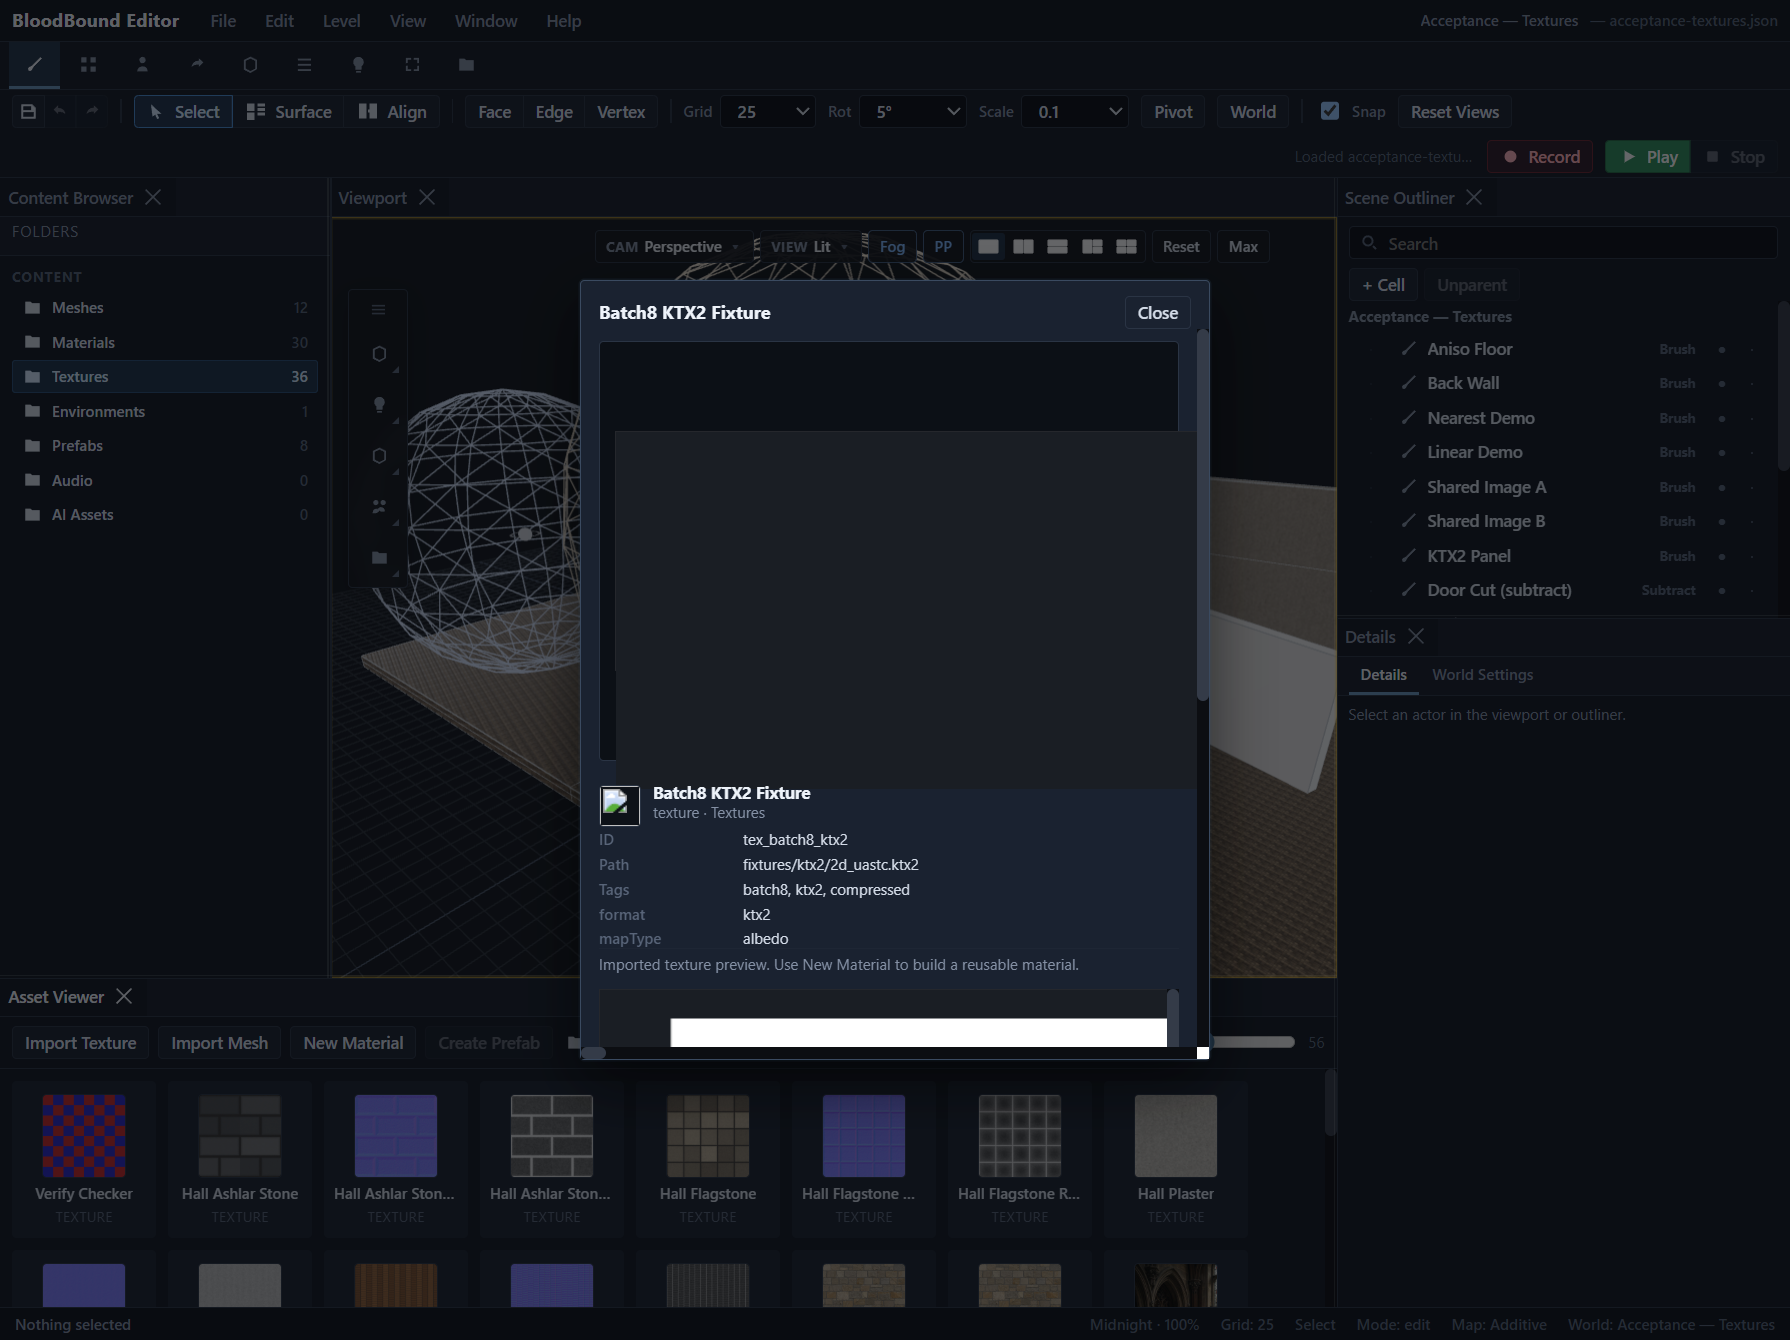 BloodBound Editor File Edit Level View Window Help Acceptance — Textures — acceptance-textures.json
Select Surface Align Face Edge Vertex Grid 25 Rot 5° Scale 0.1 Pivot World Snap Reset Views
Loaded acceptance-textu... Record Play Stop
Content Browser Viewport Scene Outliner
FOLDERS
CAM Perspective VIEW Lit Fog PP Reset Max
Search
CONTENT
Meshes 12
Materials 30
Textures 36
Environments 1
Prefabs 8
Audio 0
AI Assets 0
+ Cell Unparent
Acceptance — Textures
Aniso Floor Brush
Back Wall Brush
Nearest Demo Brush
Linear Demo Brush
Shared Image A Brush
Shared Image B Brush
KTX2 Panel Brush
Door Cut (subtract) Subtract
Details
Details World Settings
Select an actor in the viewport or outliner.
Batch8 KTX2 Fixture Close
Batch8 KTX2 Fixture
texture · Textures
ID tex_batch8_ktx2
Path fixtures/ktx2/2d_uastc.ktx2
Tags batch8, ktx2, compressed
format ktx2
mapType albedo
Imported texture preview. Use New Material to build a reusable material.
Asset Viewer
Import Texture Import Mesh New Material Create Prefab 56
Verify Checker Hall Ashlar Stone Hall Ashlar Ston... Hall Ashlar Ston... Hall Flagstone Hall Flagstone ... Hall Flagstone R... Hall Plaster
TEXTURE TEXTURE TEXTURE TEXTURE TEXTURE TEXTURE TEXTURE TEXTURE
Nothing selected Midnight · 100% Grid: 25 Select Mode: edit Map: Additive World: Acceptance — Textures